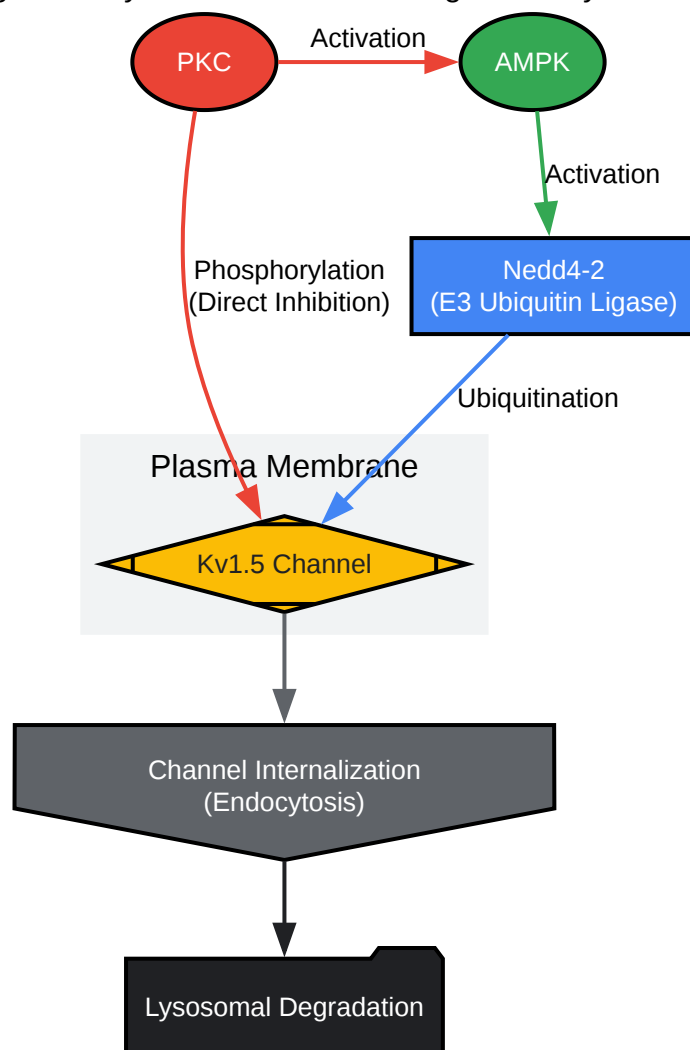 Activation
PKC
AMPK
Activation
Phosphorylation
(Direct Inhibition)
Nedd4-2
(E3 Ubiquitin Ligase)
Ubiquitination
Plasma Membrane
Kv1.5 Channel
Channel Internalization
(Endocytosis)
Lysosomal Degradation